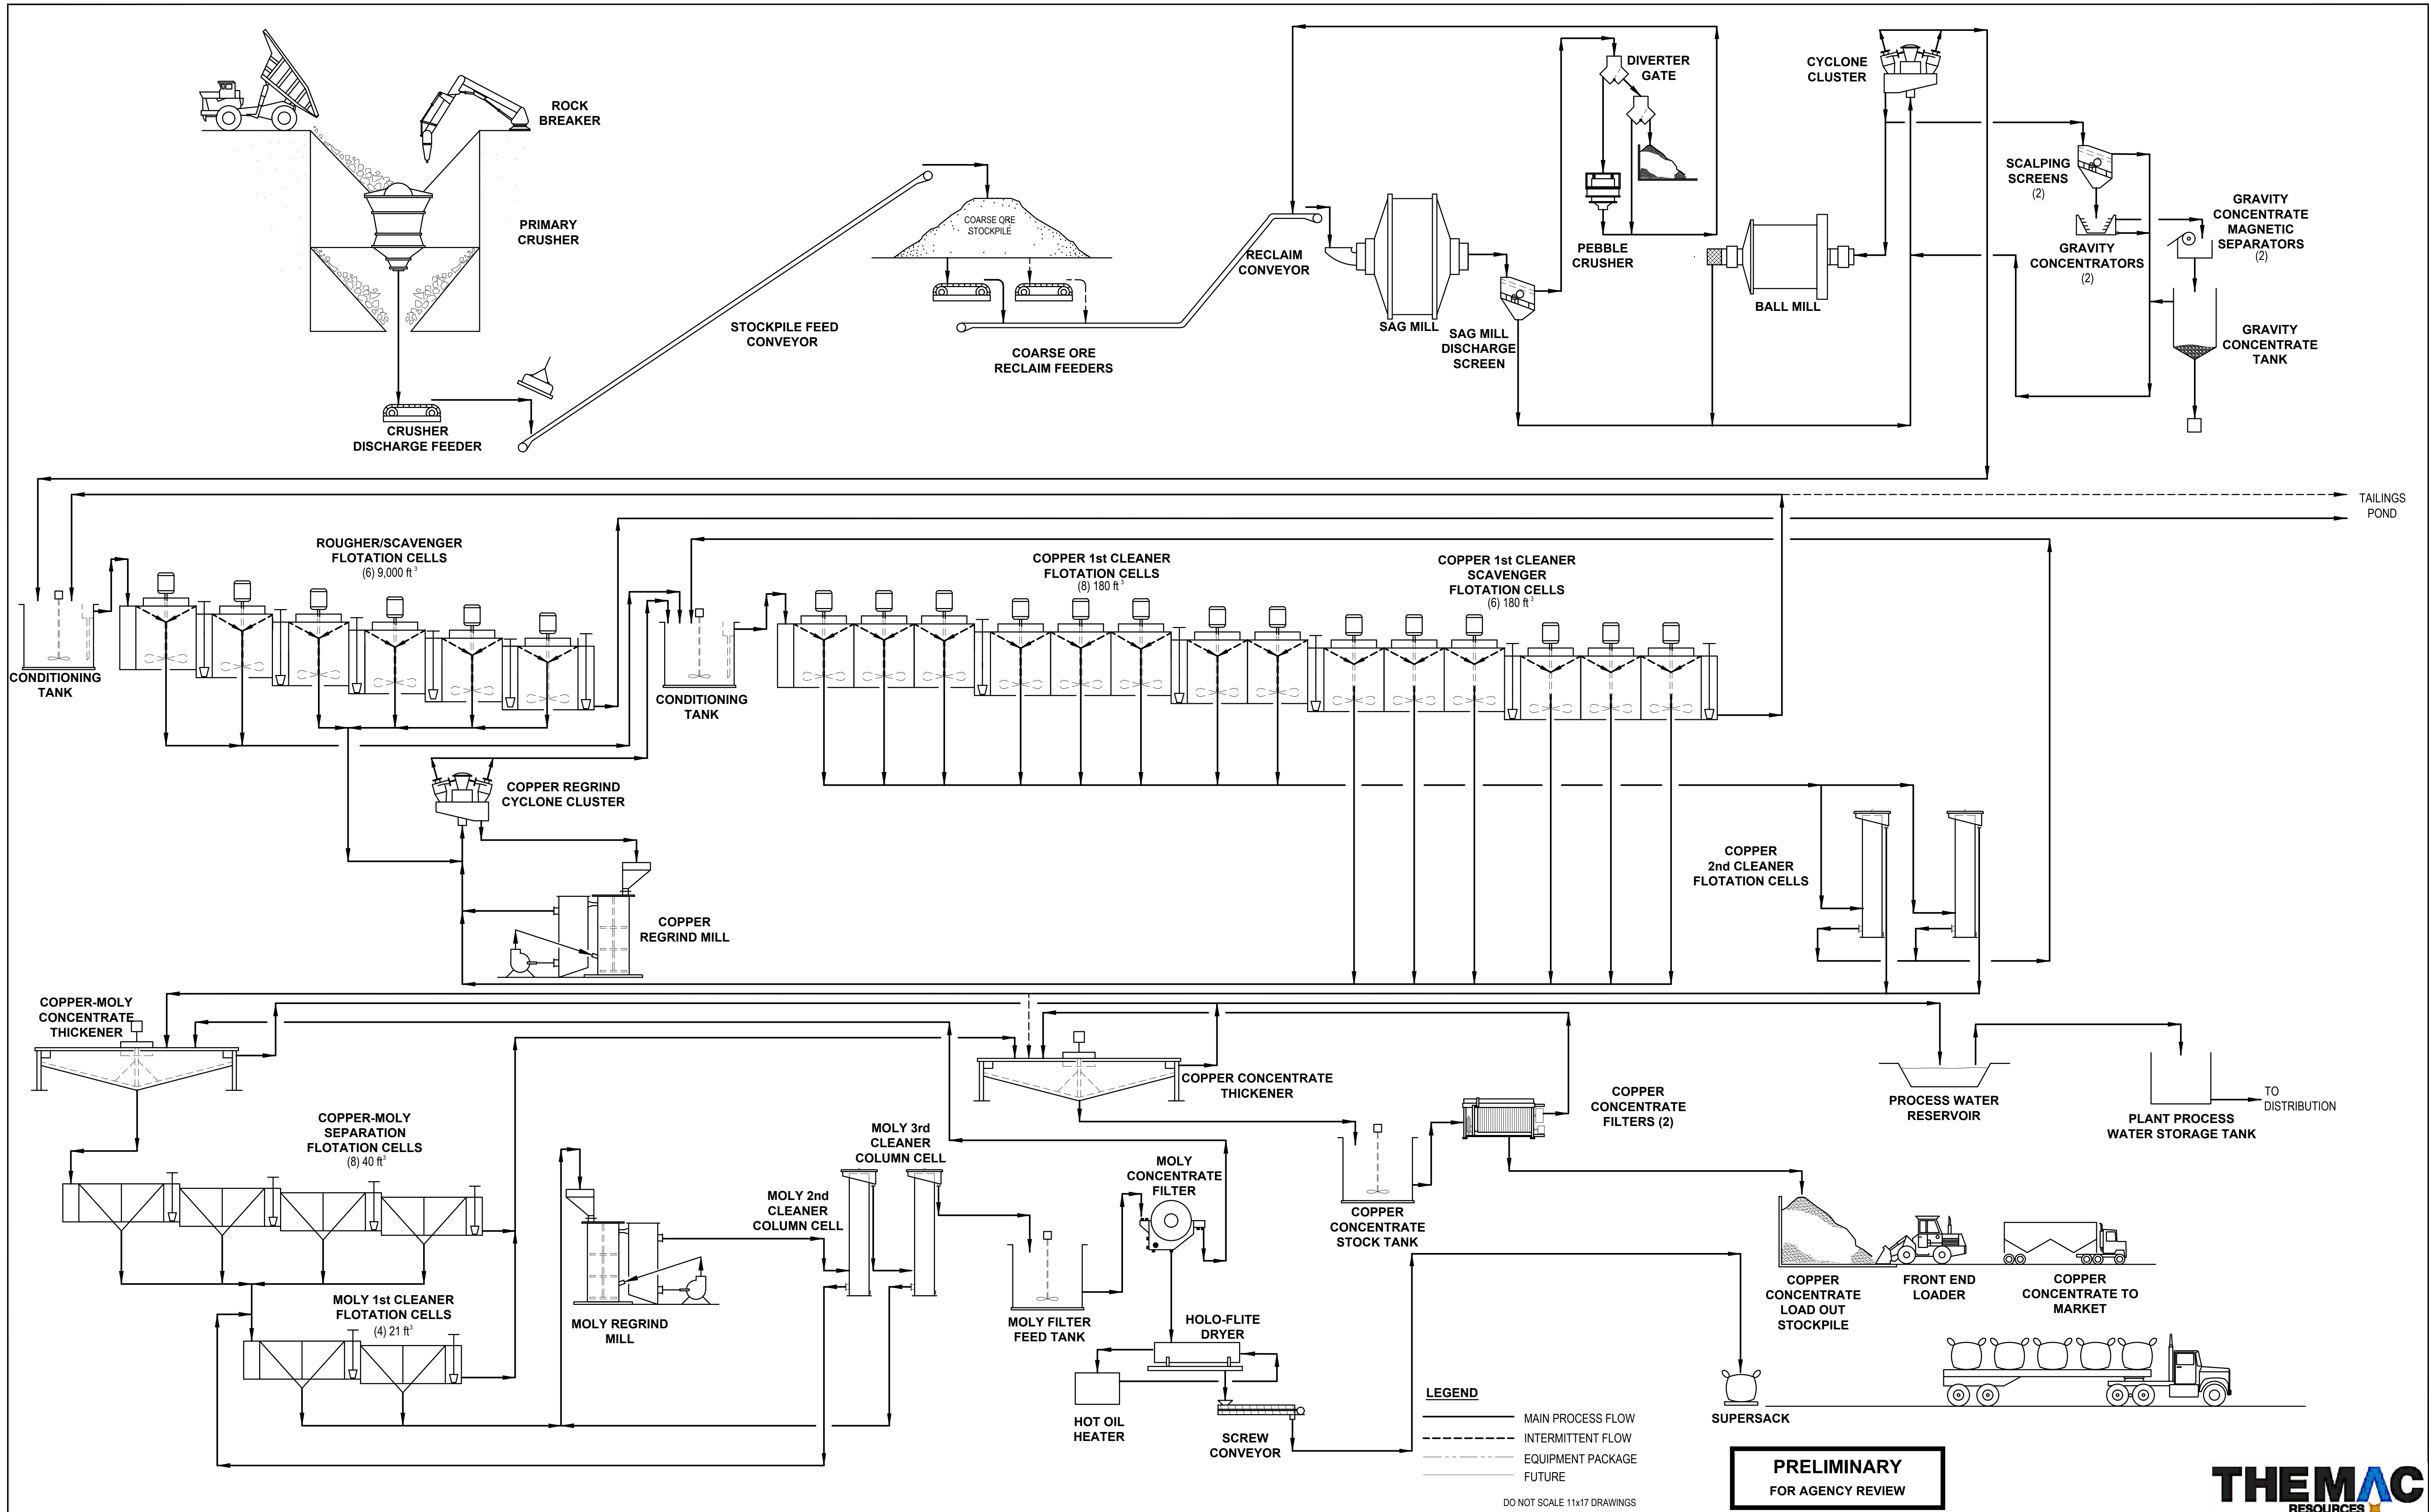 ROCK
BREAKER
PRIMARY
CRUSHER
CRUSHER
DISCHARGE FEEDER
STOCKPILE FEED
CONVEYOR
COARSE ORE
STOCKPILE
COARSE ORE
RECLAIM FEEDERS
RECLAIM
CONVEYOR
SAG MILL
SAG MILL
DISCHARGE
SCREEN
DIVERTER
GATE
PEBBLE
CRUSHER
BALL MILL
CYCLONE
CLUSTER
SCALPING
SCREENS
(2)
GRAVITY
CONCENTRATORS
(2)
GRAVITY
CONCENTRATE
MAGNETIC
SEPARATORS
(2)
GRAVITY
CONCENTRATE
TANK
TAILINGS
POND
ROUGHER/SCAVENGER
FLOTATION CELLS
(6) 9,000 ft³
CONDITIONING
TANK
CONDITIONING
TANK
COPPER 1st CLEANER
FLOTATION CELLS
(8) 180 ft³
COPPER 1st CLEANER
SCAVENGER
FLOTATION CELLS
(6) 180 ft³
COPPER REGRIND
CYCLONE CLUSTER
COPPER
REGRIND MILL
COPPER
2nd CLEANER
FLOTATION CELLS
COPPER-MOLY
CONCENTRATE
THICKENER
COPPER-MOLY
SEPARATION
FLOTATION CELLS
(8) 40 ft³
MOLY 1st CLEANER
FLOTATION CELLS
(4) 21 ft³
MOLY REGRIND
MILL
MOLY 2nd
CLEANER
COLUMN CELL
MOLY 3rd
CLEANER
COLUMN CELL
MOLY FILTER
FEED TANK
MOLY
CONCENTRATE
FILTER
HOLO-FLITE
DRYER
HOT OIL
HEATER
SCREW
CONVEYOR
COPPER CONCENTRATE
THICKENER
COPPER
CONCENTRATE
STOCK TANK
COPPER
CONCENTRATE
FILTERS (2)
PROCESS WATER
RESERVOIR
PLANT PROCESS
WATER STORAGE TANK
TO
DISTRIBUTION
COPPER
CONCENTRATE
LOAD OUT
STOCKPILE
FRONT END
LOADER
COPPER
CONCENTRATE TO
MARKET
SUPERSACK
LEGEND
MAIN PROCESS FLOW
INTERMITTENT FLOW
EQUIPMENT PACKAGE
FUTURE
DO NOT SCALE 11x17 DRAWINGS
PRELIMINARY
FOR AGENCY REVIEW
THEMAC
RESOURCES